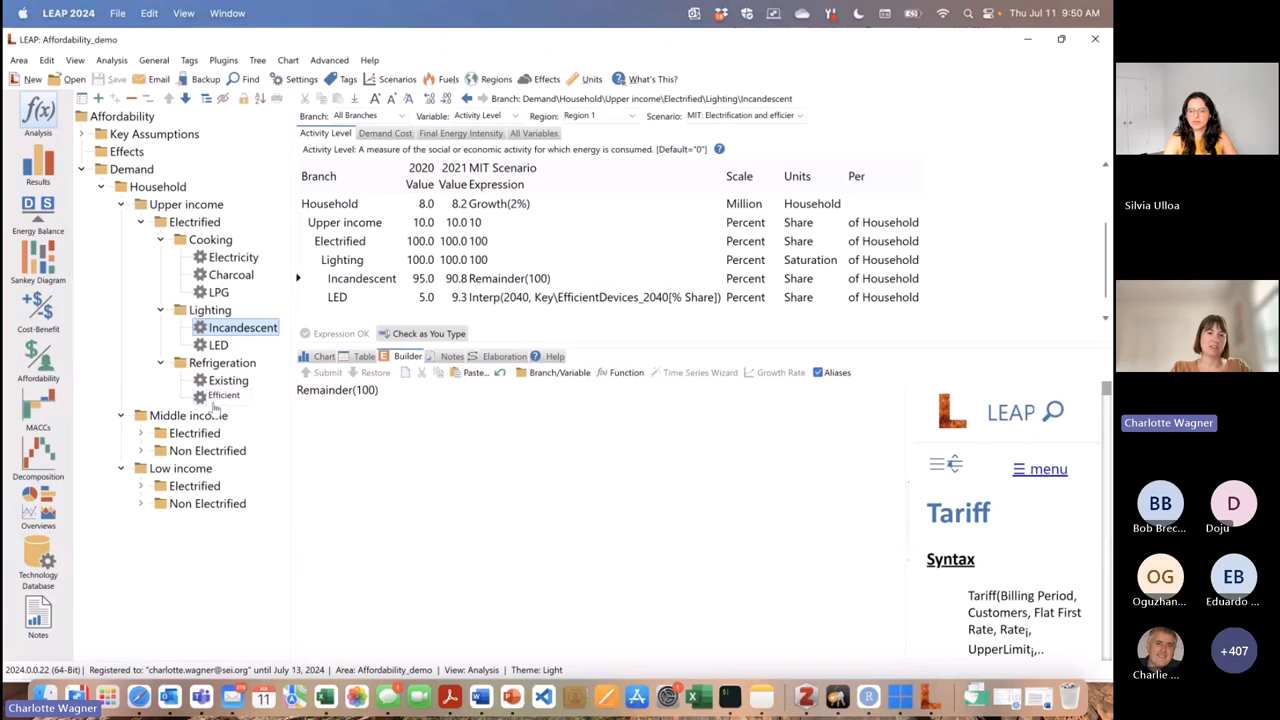 LEAP 2024 File Edit View Window Thu Jul 11 9:50 AM
LEAP: Affordability_demo
Area Edit View Analysis General Tags Plugins Tree Chart Advanced Help
New Open Save Email Backup Find Settings Tags Scenarios Fuels Regions Effects Units What's This?
Branch: Demand\Household\Upper income\Electrified\Lighting\Incandescent
Analysis
Results
Energy Balance
Sankey Diagram
Cost-Benefit
Affordability
MACCs
Decomposition
Overviews
Technology
Database
Notes
Affordability
Key Assumptions
Effects
Demand
Household
Upper income
Electrified
Cooking
Electricity
Charcoal
LPG
Lighting
Incandescent
LED
Refrigeration
Existing
Efficient
Middle income
Electrified
Non Electrified
Low income
Electrified
Non Electrified
Branch: All Branches Variable: Activity Level Region: Region 1 Scenario: MIT: Electrification and efficier
Activity Level Demand Cost Final Energy Intensity All Variables
Activity Level: A measure of the social or economic activity for which energy is consumed. [Default="0"]
Branch 2020 Value 2021 Value MIT Scenario Expression Scale Units Per
Household 8.0 8.2 Growth(2%) Million Household
Upper income 10.0 10.0 10 Percent Share of Household
Electrified 100.0 100.0 100 Percent Share of Household
Lighting 100.0 100.0 100 Percent Saturation of Household
Incandescent 95.0 90.8 Remainder(100) Percent Share of Household
LED 5.0 9.3 Interp(2040, Key\EfficientDevices_2040[% Share]) Percent Share of Household
Expression OK Check as You Type
Chart Table Builder Notes Elaboration Help
Submit Restore Paste... Branch/Variable Function Time Series Wizard Growth Rate Aliases
Remainder(100)
LEAP
menu
Tariff
Syntax
Tariff(Billing Period,
Customers, Flat First
Rate, Rateᵢ,
UpperLimitᵢ,..
2024.0.0.22 (64-Bit) Registered to: "charlotte.wagner@sei.org" until July 13, 2024 Area: Affordability_demo View: Analysis Theme: Light
Charlotte Wagner
Silvia Ulloa
Charlotte Wagner
BB
Bob Brec...
D
Doju
OG
Oguzhan...
EB
Eduardo ...
Charlie ...
+407